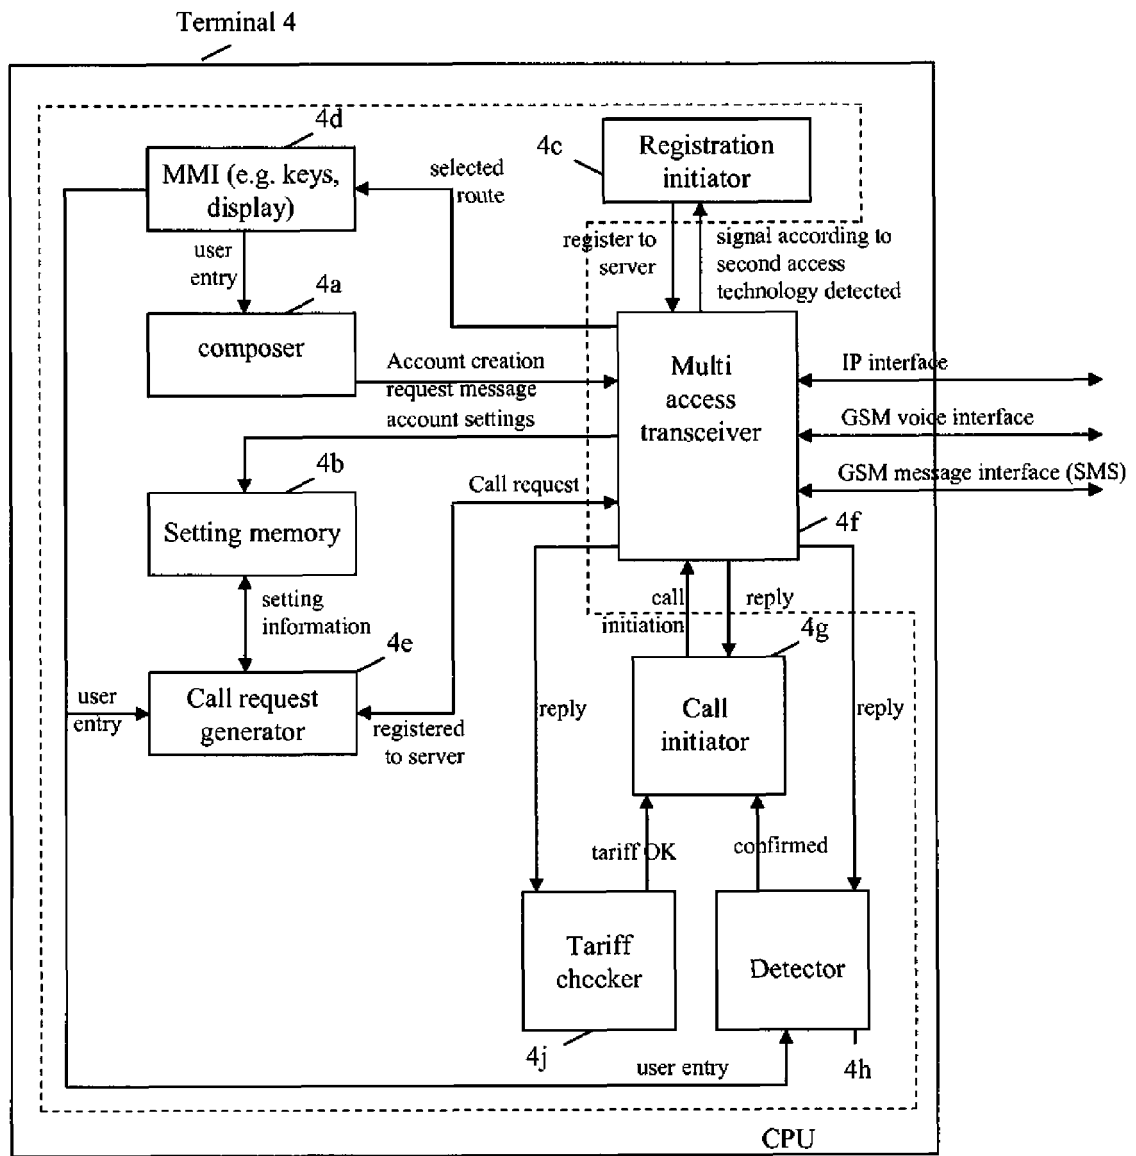 Terminal 4
4d
MMI (e.g. keys,
display)
selected
route
4c
Registration
initiator
user
entry
register to
server
signal according to
second access
technology detected
4a
composer
Account creation
request message
account settings
Multi
access
transceiver
IP interface
GSM voice interface
GSM message interface (SMS)
4b
Setting memory
Call request
4f
setting
information
call
initiation
reply
4g
4e
Call request
generator
user
entry
registered
to server
reply
Call
initiator
reply
tariff OK
confirmed
Tariff
checker
Detector
4j
user entry
4h
CPU